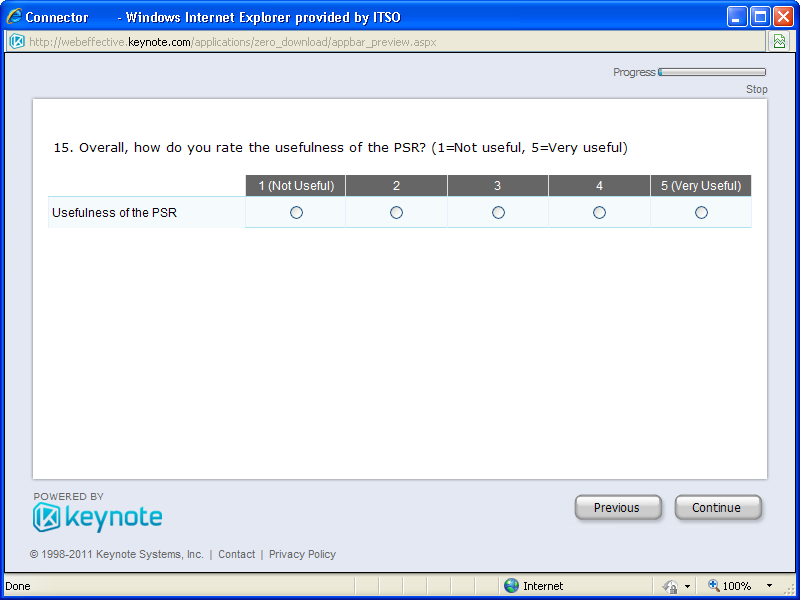 Connector - Windows Internet Explorer provided by ITSO
http://webeffective.keynote.com/applications/zero_download/appbar_preview.aspx
Progress
Stop
15. Overall, how do you rate the usefulness of the PSR? (1=Not useful, 5=Very useful)
1 (Not Useful) 2 3 4 5 (Very Useful)
Usefulness of the PSR
POWERED BY
keynote
Previous Continue
© 1998-2011 Keynote Systems, Inc. | Contact | Privacy Policy
Done Internet 100%